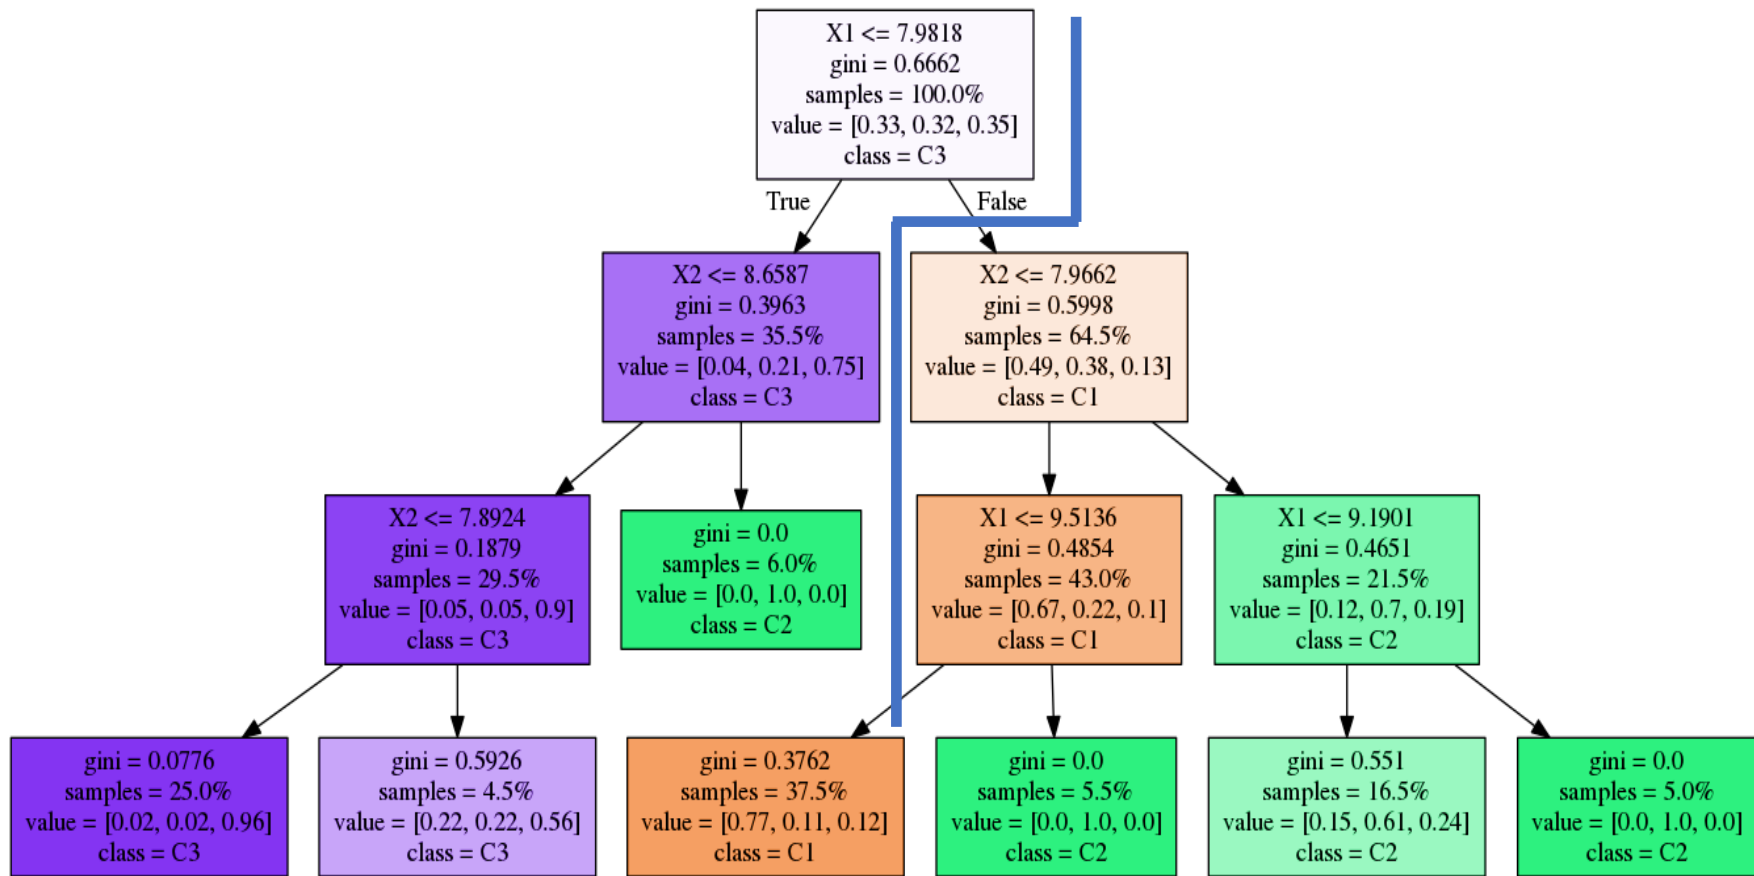 X1 <= 7.9818
gini = 0.6662
samples = 100.0%
value = [0.33, 0.32, 0.35]
class = C3
True
False
X2 <= 8.6587
gini = 0.3963
samples = 35.5%
value = [0.04, 0.21, 0.75]
class = C3
X2 <= 7.9662
gini = 0.5998
samples = 64.5%
value = [0.49, 0.38, 0.13]
class = C1
X2 <= 7.8924
gini = 0.1879
samples = 29.5%
value = [0.05, 0.05, 0.9]
class = C3
gini = 0.0
samples = 6.0%
value = [0.0, 1.0, 0.0]
class = C2
X1 <= 9.5136
gini = 0.4854
samples = 43.0%
value = [0.67, 0.22, 0.1]
class = C1
X1 <= 9.1901
gini = 0.4651
samples = 21.5%
value = [0.12, 0.7, 0.19]
class = C2
gini = 0.0776
samples = 25.0%
value = [0.02, 0.02, 0.96]
class = C3
gini = 0.5926
samples = 4.5%
value = [0.22, 0.22, 0.56]
class = C3
gini = 0.3762
samples = 37.5%
value = [0.77, 0.11, 0.12]
class = C1
gini = 0.0
samples = 5.5%
value = [0.0, 1.0, 0.0]
class = C2
gini = 0.551
samples = 16.5%
value = [0.15, 0.61, 0.24]
class = C2
gini = 0.0
samples = 5.0%
value = [0.0, 1.0, 0.0]
class = C2